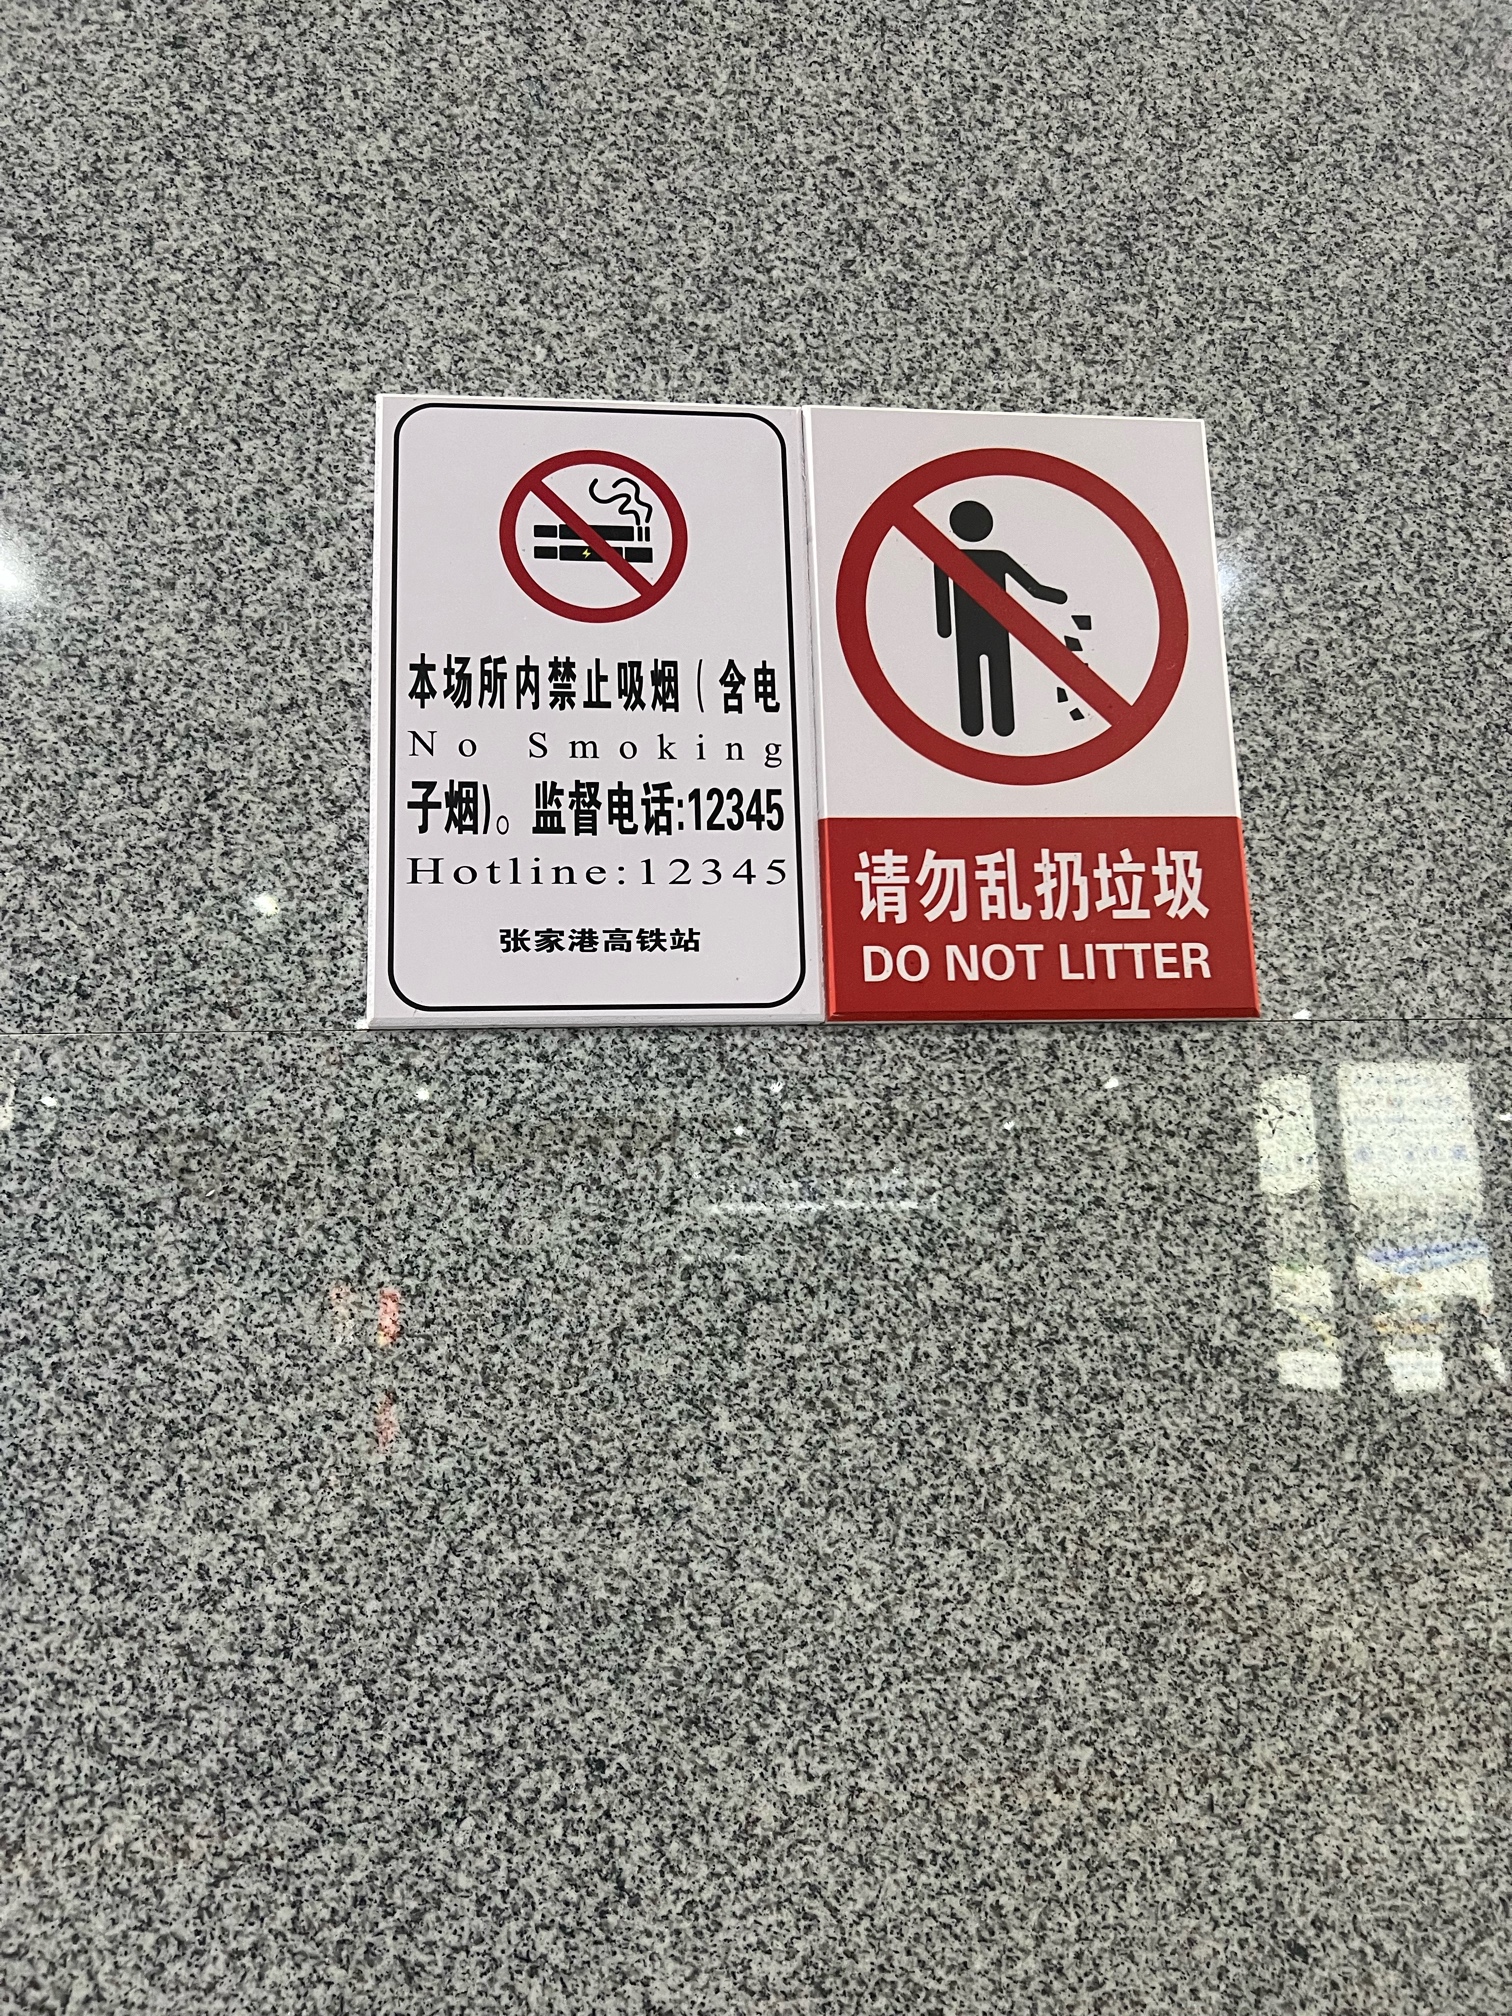 本场所内禁止吸烟（含电
No Smoking
子烟)。监督电话:12345
Hotline:12345
张家港高铁站
请勿乱扔垃圾
DO NOT LITTER